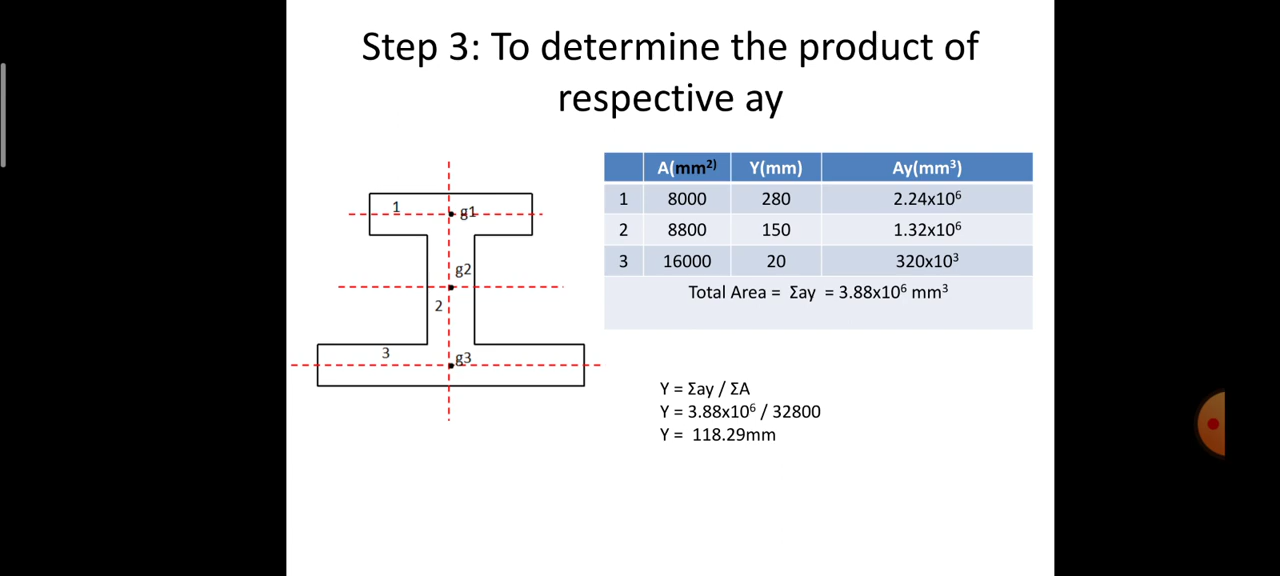 Step 3: To determine the product of
respective ay
A(mm²) Y(mm) Ay(mm³)
1 8000 280 2.24x10⁶
2 8800 150 1.32x10⁶
3 16000 20 320x10³
Total Area = Σay = 3.88x10⁶ mm³
1
g1
g2
2
3
g3
Y = Σay / ΣA
Y = 3.88x10⁶ / 32800
Y = 118.29mm